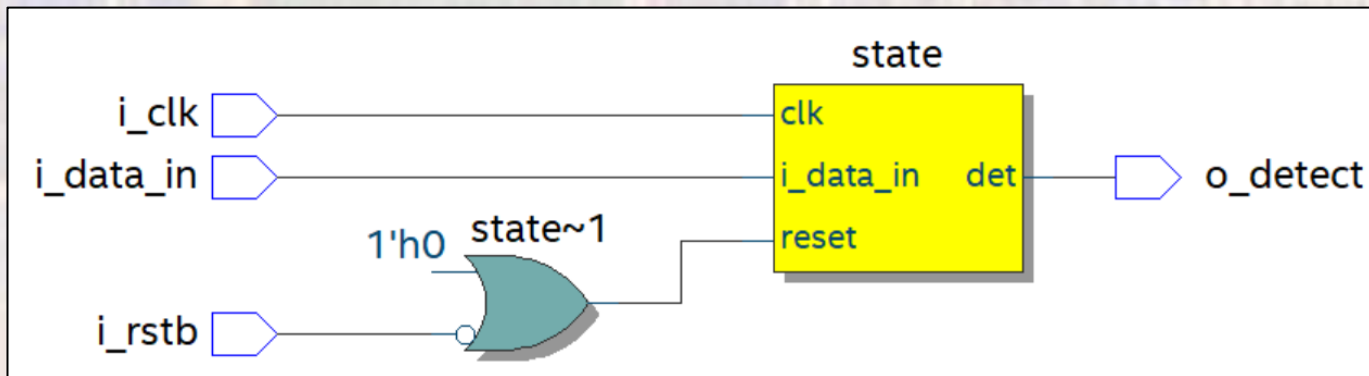 state
i_clk
clk
i_data_in
i_data_in det
o_detect
state~1
1'h0
reset
i_rstb